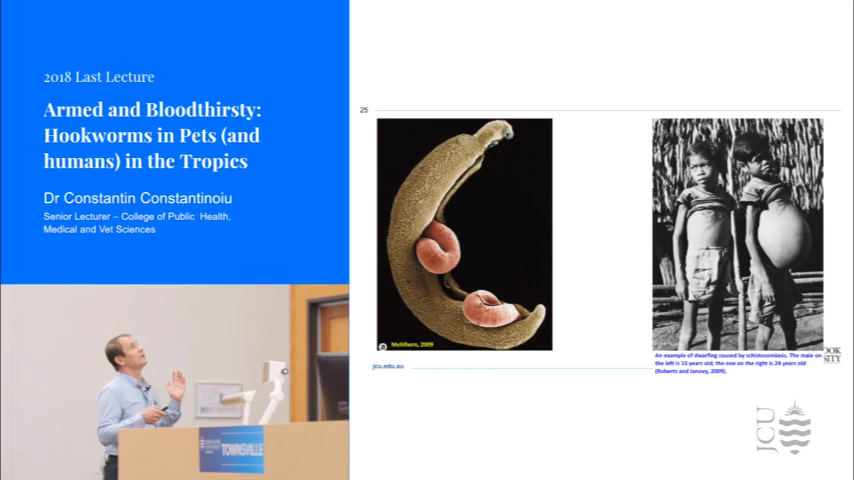 2018 Last Lecture
Armed and Bloodthirsty:
Hookworms in Pets (and
humans) in the Tropics
Dr Constantin Constantinoiu
Senior Lecturer – College of Public Health,
Medical and Vet Sciences
25
Mehlhorn, 2009
jcu.edu.au
An example of dwarfing caused by schistosomiasis. The male on
the left is 13 years old; the one on the right is 24 years old
(Roberts and Janovy, 2009).
OOK
SITY
JCU
TOWNSVILLE